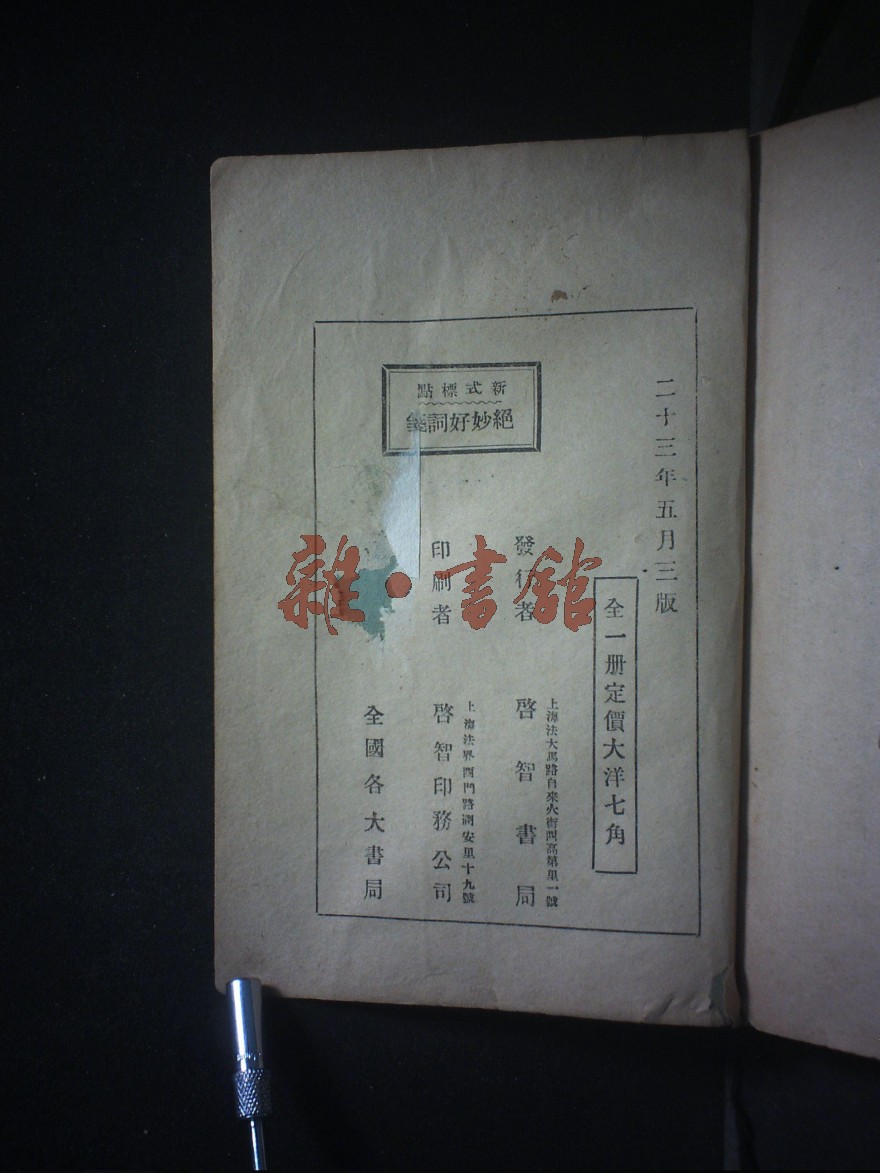 二十三年五月三版
全一册定價大洋七角
新式標點
絕妙好詞箋
發行者
上海法大馬路自來火街西高第里一號
啓智書局
印刷者
上海法界西門路潤安里十九號
啓智印務公司
全國各大書局
雜·書館